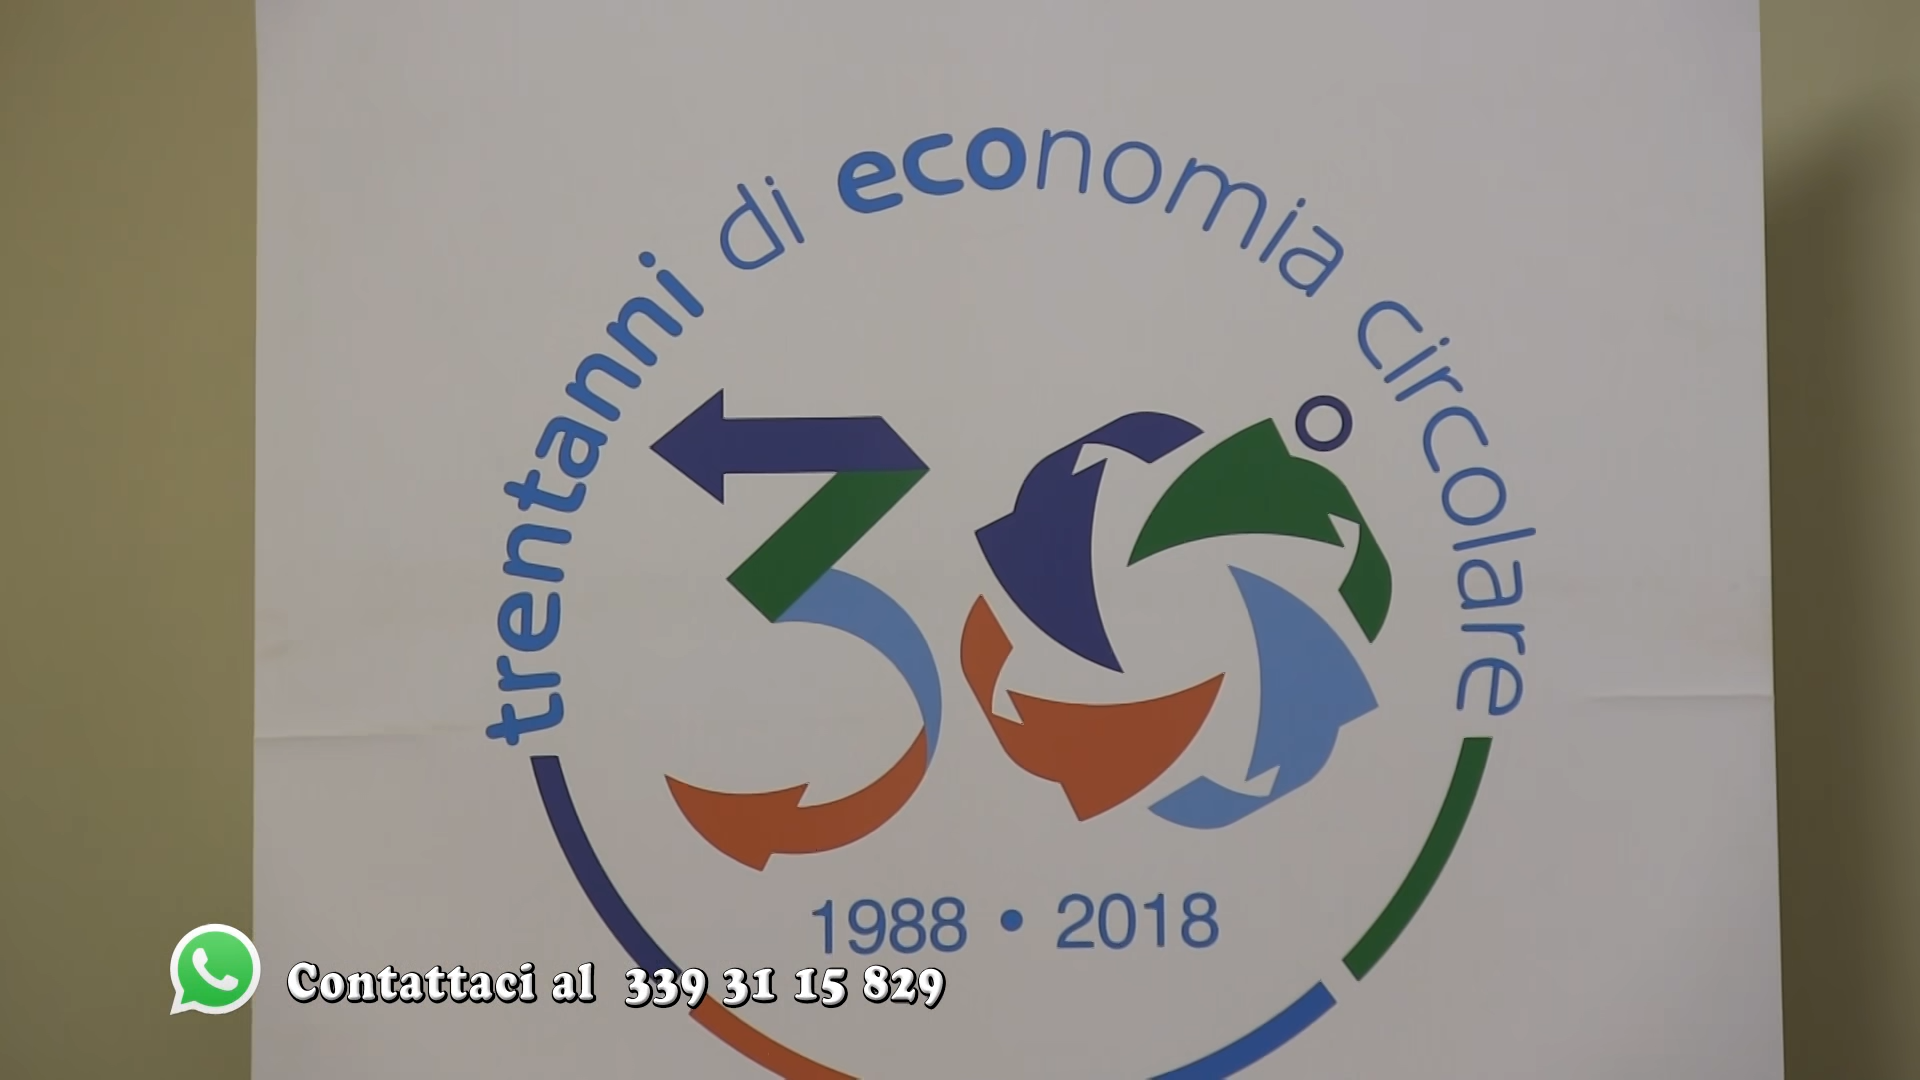 trentanni di economia circolare
30°
1988 • 2018
Contattaci al 339 31 15 829